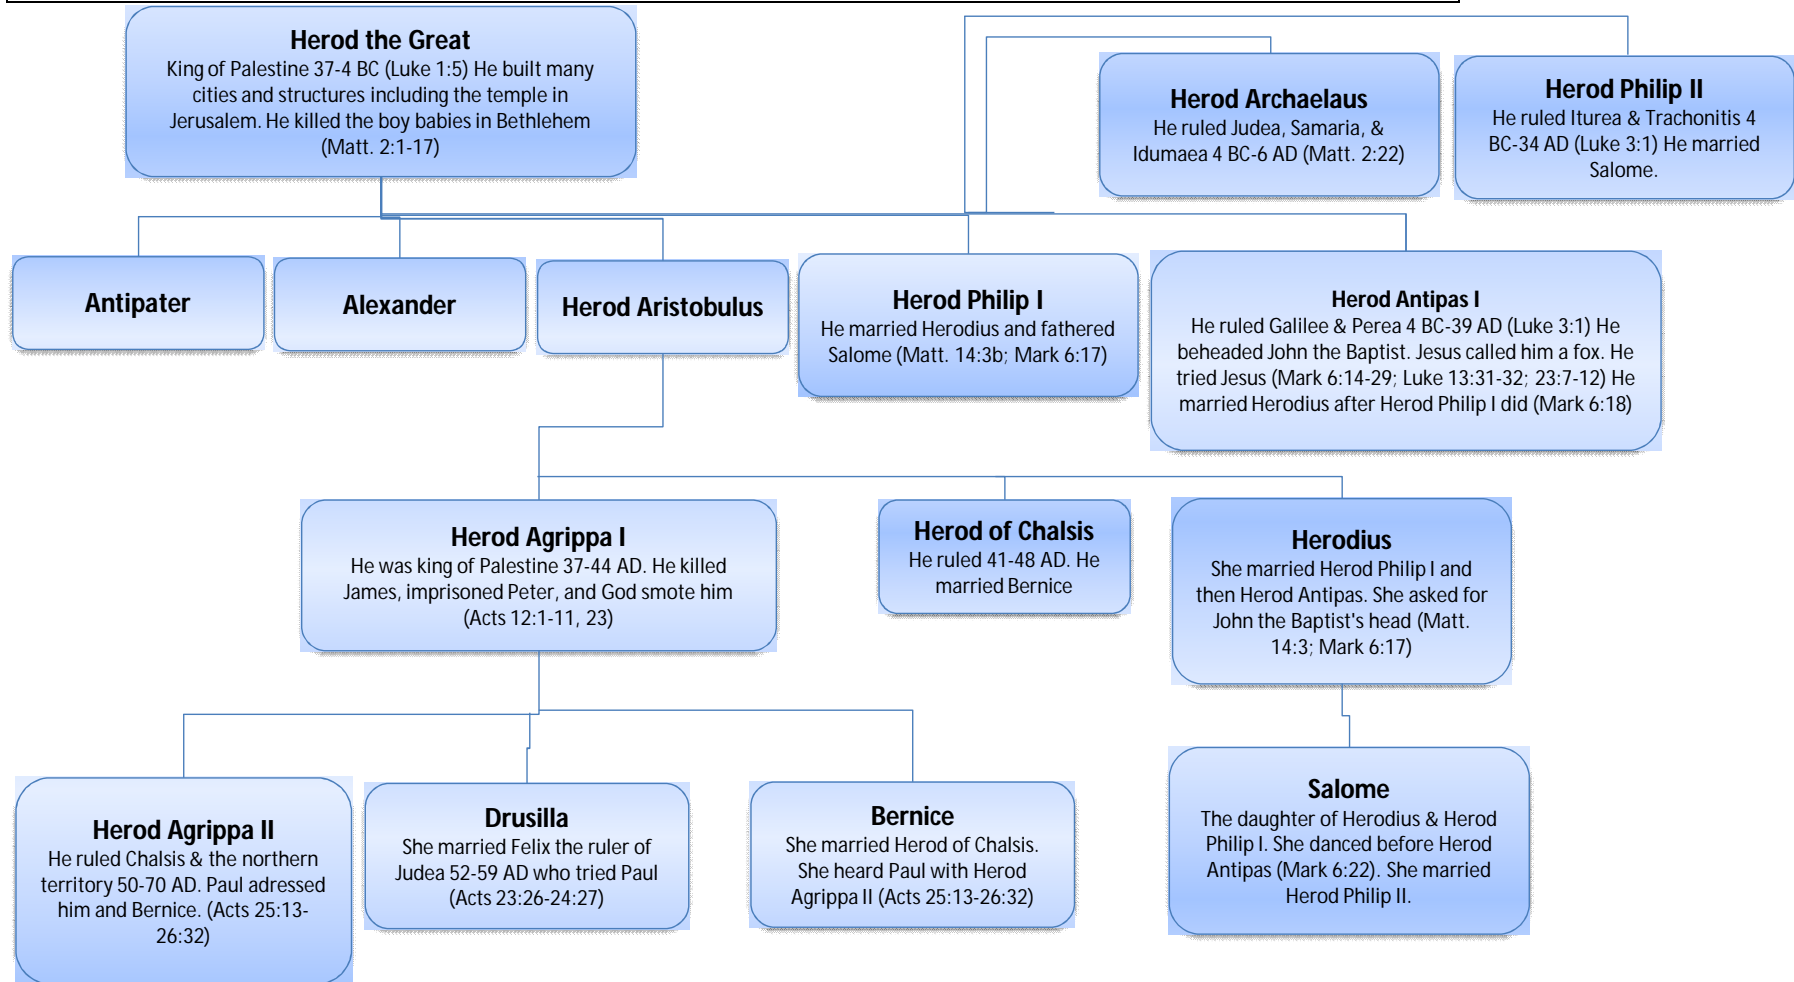 Herod the Great
King of Palestine 37-4 BC (Luke 1:5) He built many
cities and structures including the temple in
Jerusalem. He killed the boy babies in Bethlehem
(Matt. 2:1-17)
Herod Archaelaus
He ruled Judea, Samaria, &
Idumaea 4 BC-6 AD (Matt. 2:22)
Herod Philip II
He ruled Iturea & Trachonitis 4
BC-34 AD (Luke 3:1) He married
Salome.
Antipater
Alexander
Herod Aristobulus
Herod Philip I
He married Herodius and fathered
Salome (Matt. 14:3b; Mark 6:17)
Herod Antipas I
He ruled Galilee & Perea 4 BC-39 AD (Luke 3:1) He
beheaded John the Baptist. Jesus called him a fox. He
tried Jesus (Mark 6:14-29; Luke 13:31-32; 23:7-12) He
married Herodius after Herod Philip I did (Mark 6:18)
Herod Agrippa I
He was king of Palestine 37-44 AD. He killed
James, imprisoned Peter, and God smote him
(Acts 12:1-11, 23)
Herod of Chalsis
He ruled 41-48 AD. He
married Bernice
Herodius
She married Herod Philip I and
then Herod Antipas. She asked for
John the Baptist's head (Matt.
14:3; Mark 6:17)
Herod Agrippa II
He ruled Chalsis & the northern
territory 50-70 AD. Paul adressed
him and Bernice. (Acts 25:13-
26:32)
Drusilla
She married Felix the ruler of
Judea 52-59 AD who tried Paul
(Acts 23:26-24:27)
Bernice
She married Herod of Chalsis.
She heard Paul with Herod
Agrippa II (Acts 25:13-26:32)
Salome
The daughter of Herodius & Herod
Philip I. She danced before Herod
Antipas (Mark 6:22). She married
Herod Philip II.